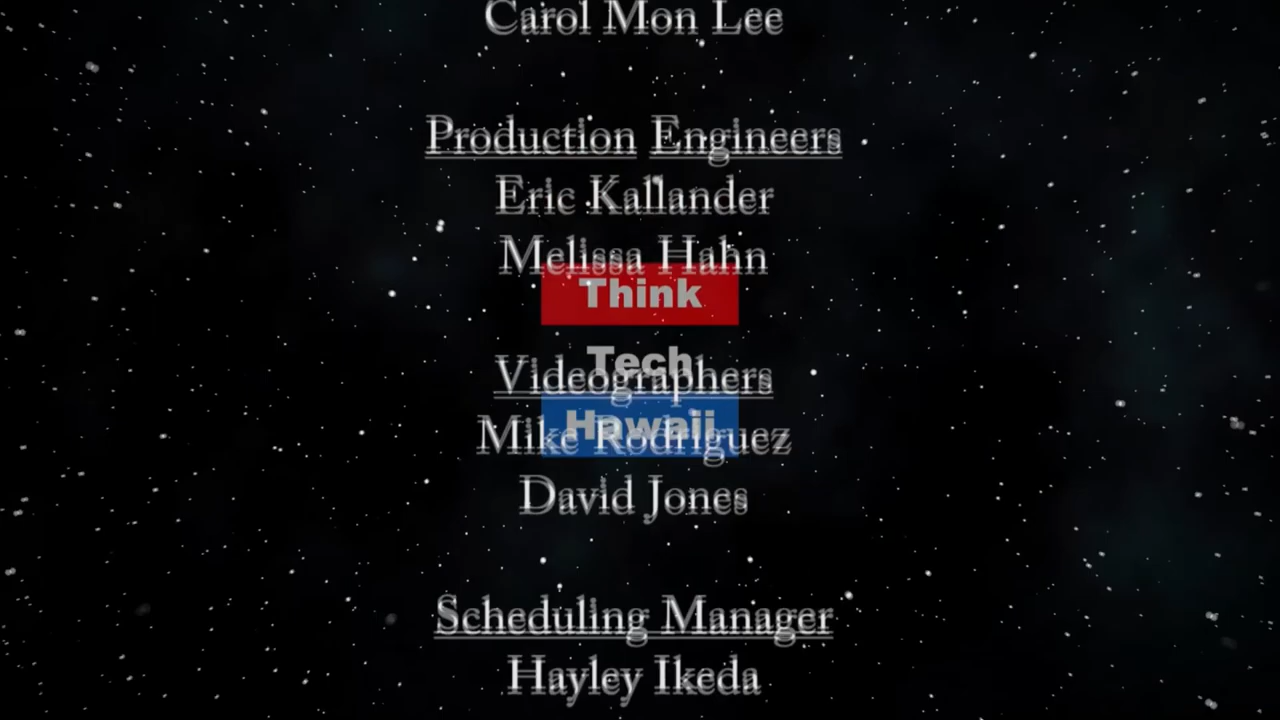 Carol Mon Lee
Production Engineers
Eric Kallander
Melissa Hahn
Think
Tech
Videographers
Hawaii
Mike Rodriguez
David Jones
Scheduling Manager
Hayley Ikeda